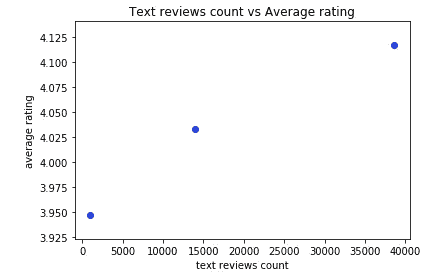 Text reviews count vs Average rating
4.125
4.100
4.075
4.050
4.025
4.000
3.975
3.950
3.925
average rating
0 5000 10000 15000 20000 25000 30000 35000 40000
text reviews count